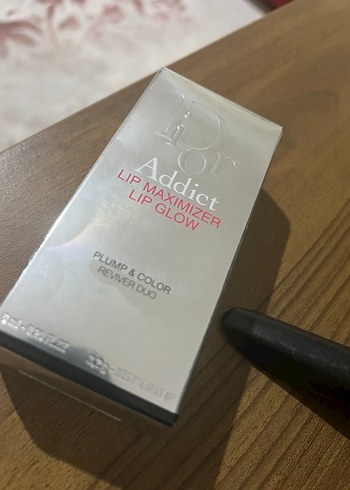 Dior
Addict
LIP MAXIMIZER
LIP GLOW
PLUMP & COLOR
REVIVER DUO